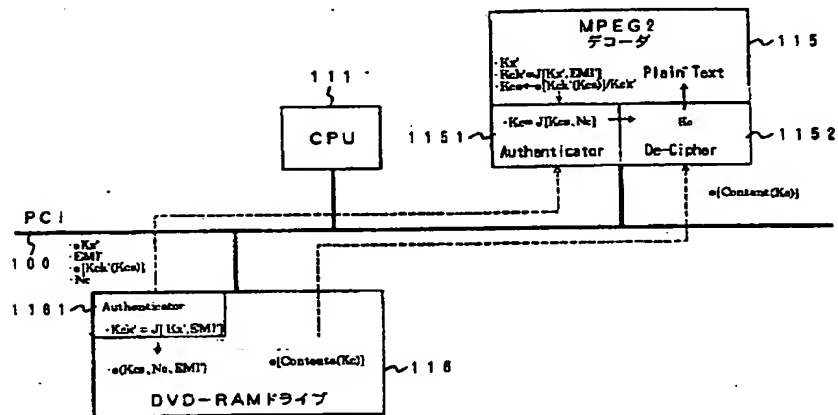 MPEG2
デコーダ
115
・Kx'
・Kck'=J[Kx',EMI']
・Kcs←e[Kck'(Kcs)]/Kck'
Plain Text
111
CPU
・Kc=J[Kcs,Nc]
Kc
1151
Authenticator
De-Cipher
1152
e[Content(Kc)]
PCI
100
・eKx'
・EMI'
・e[Kck'(Kcs)]
・Nc
1161
Authenticator
・Kck'=J[Kx',EMI']
・e(Kcs,Nc,EMI')
e[Contents(Kc)]
116
DVD-RAMドライブ